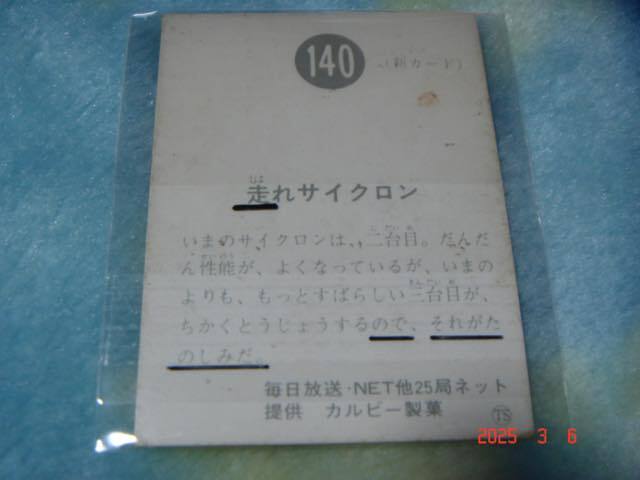 140
(新カード)
走れサイクロン
いまのサイクロンは、二台目。だんだ
ん性能が、よくなっているが、いまの
よりも、もっとすばらしい三台目が、
ちかくとうじょうするので、それがた
のしみだ。
毎日放送・NET他25局ネット
提供 カルビー製菓
TS
2025 3 6